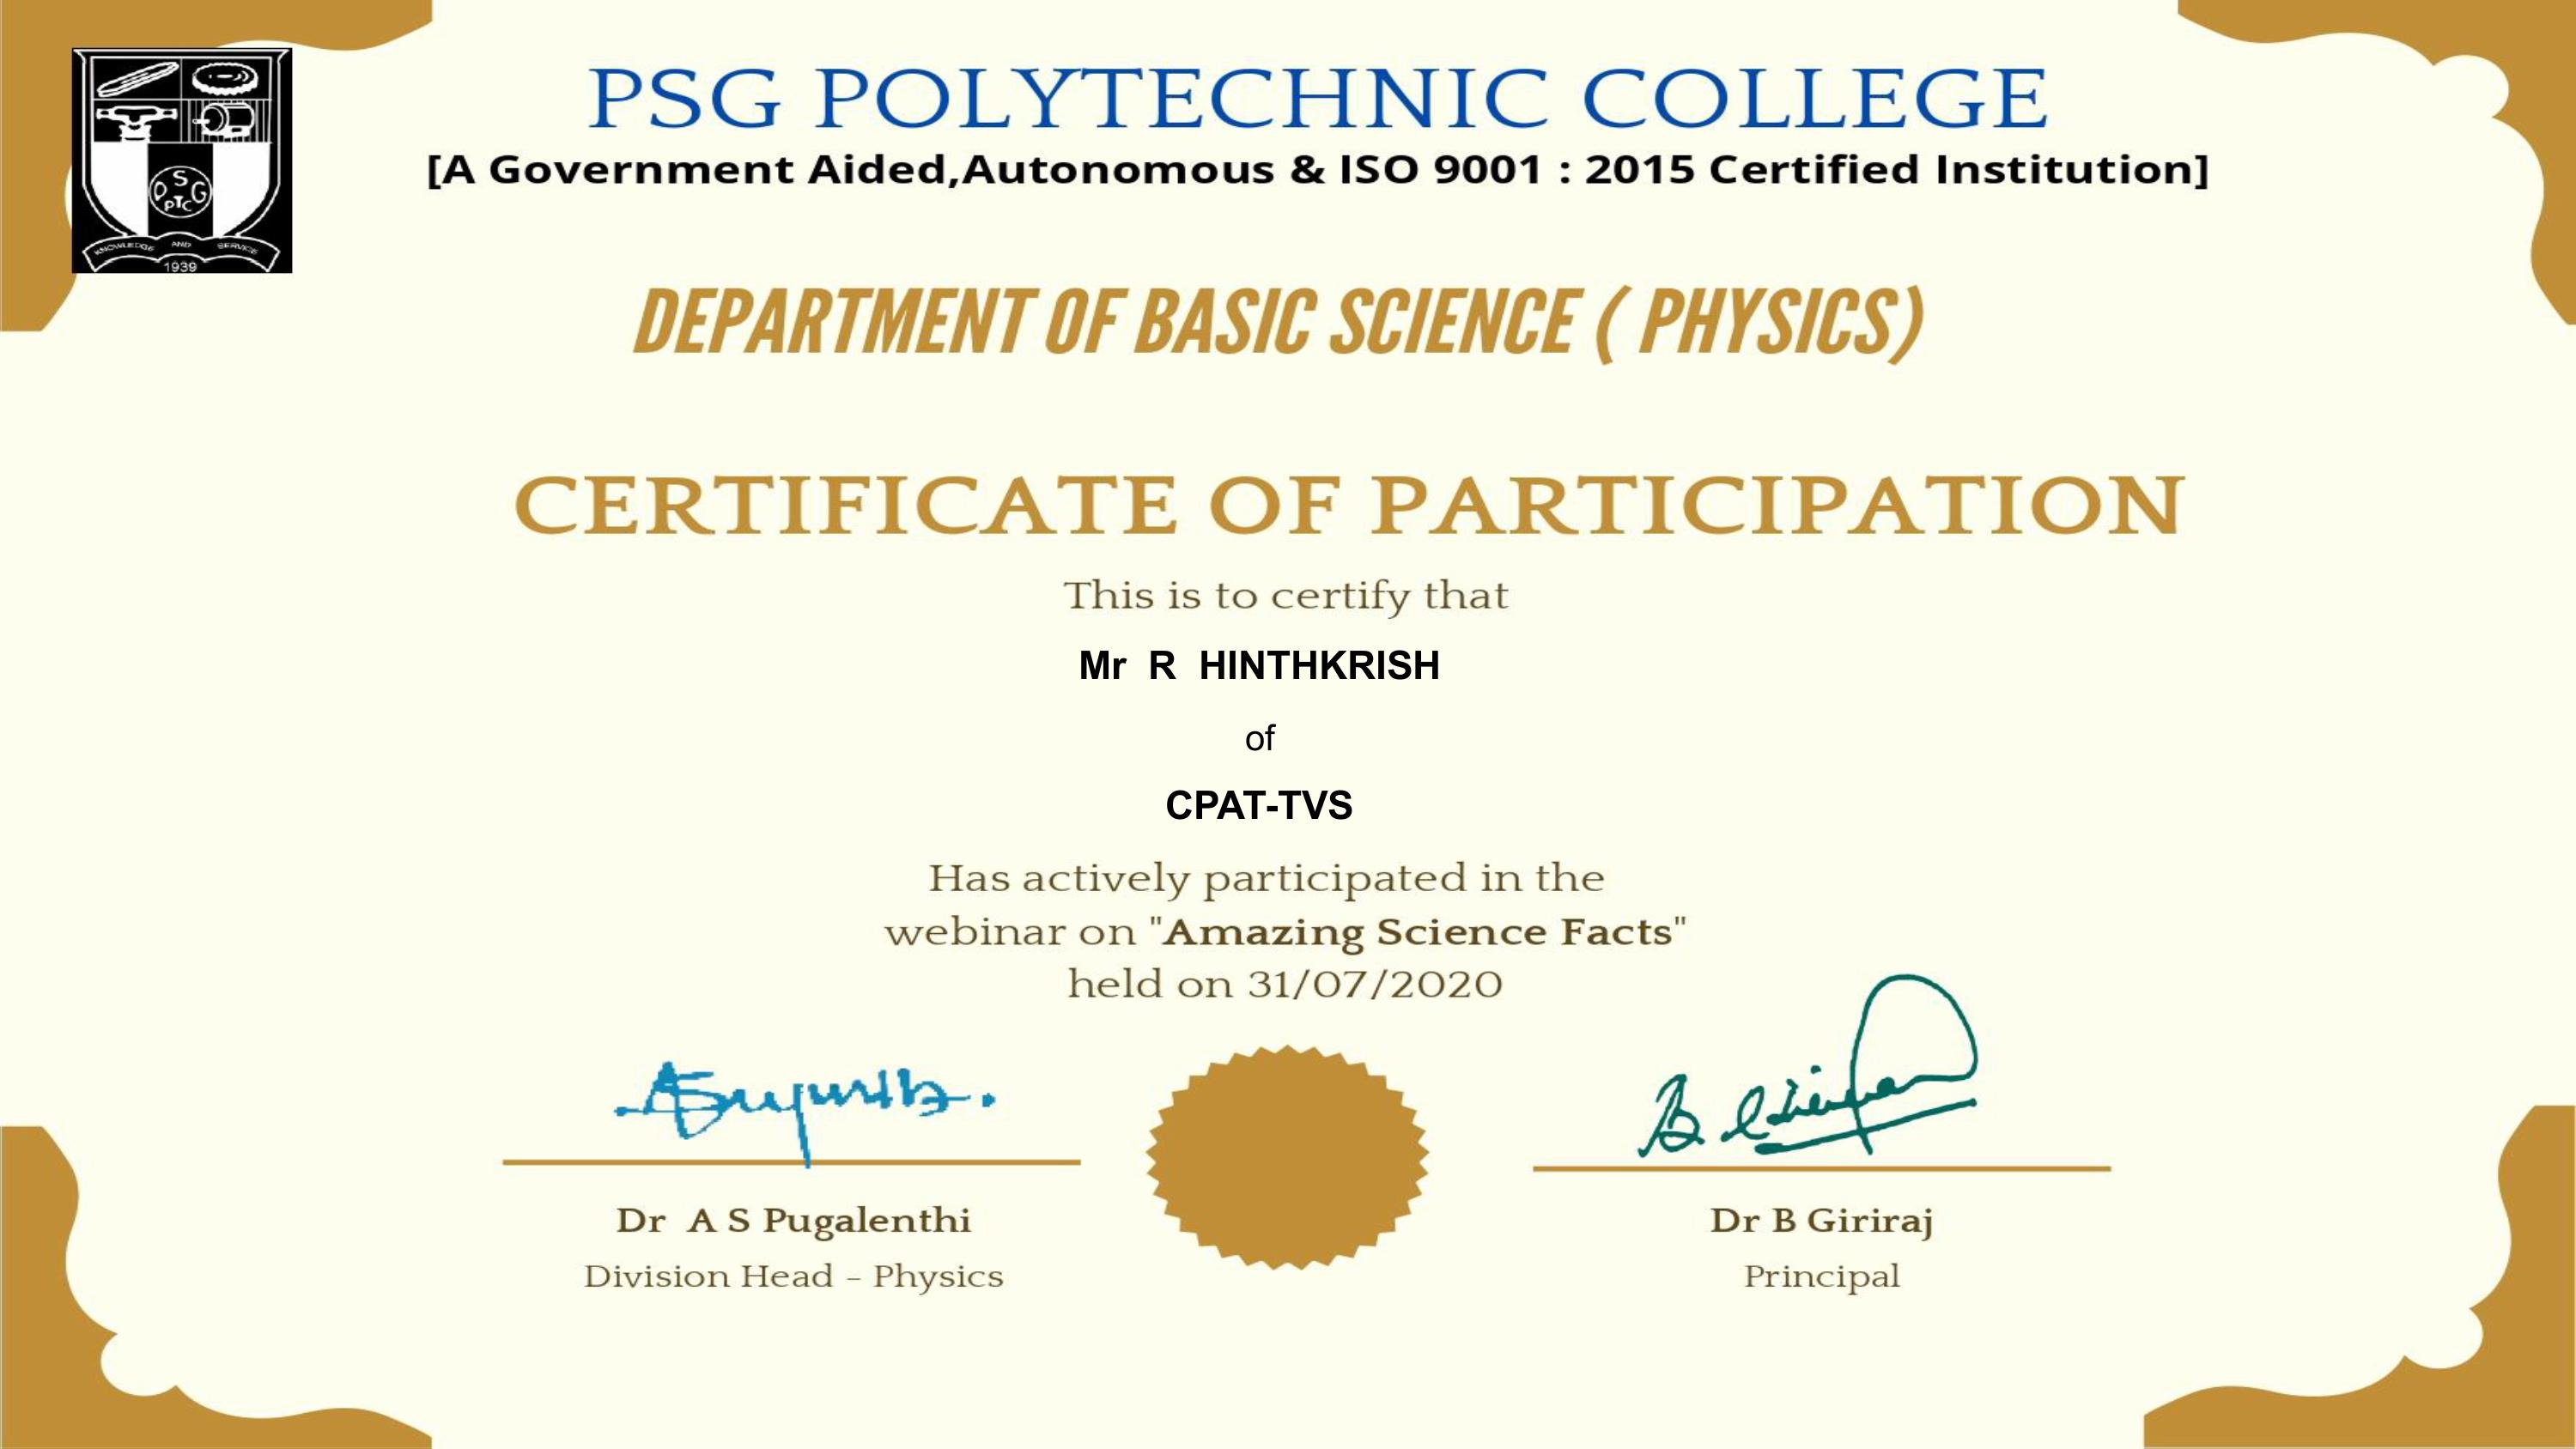 PSG POLYTECHNIC COLLEGE
[A Government Aided,Autonomous & ISO 9001 : 2015 Certified Institution]
S
P G
PTC
KNOWLEDGE AND SERVICE
1939
DEPARTMENT OF BASIC SCIENCE ( PHYSICS)
CERTIFICATE OF PARTICIPATION
This is to certify that
Mr R HINTHKRISH
of
CPAT-TVS
Has actively participated in the
webinar on "Amazing Science Facts"
held on 31/07/2020
Dr A S Pugalenthi
Division Head - Physics
Dr B Giriraj
Principal